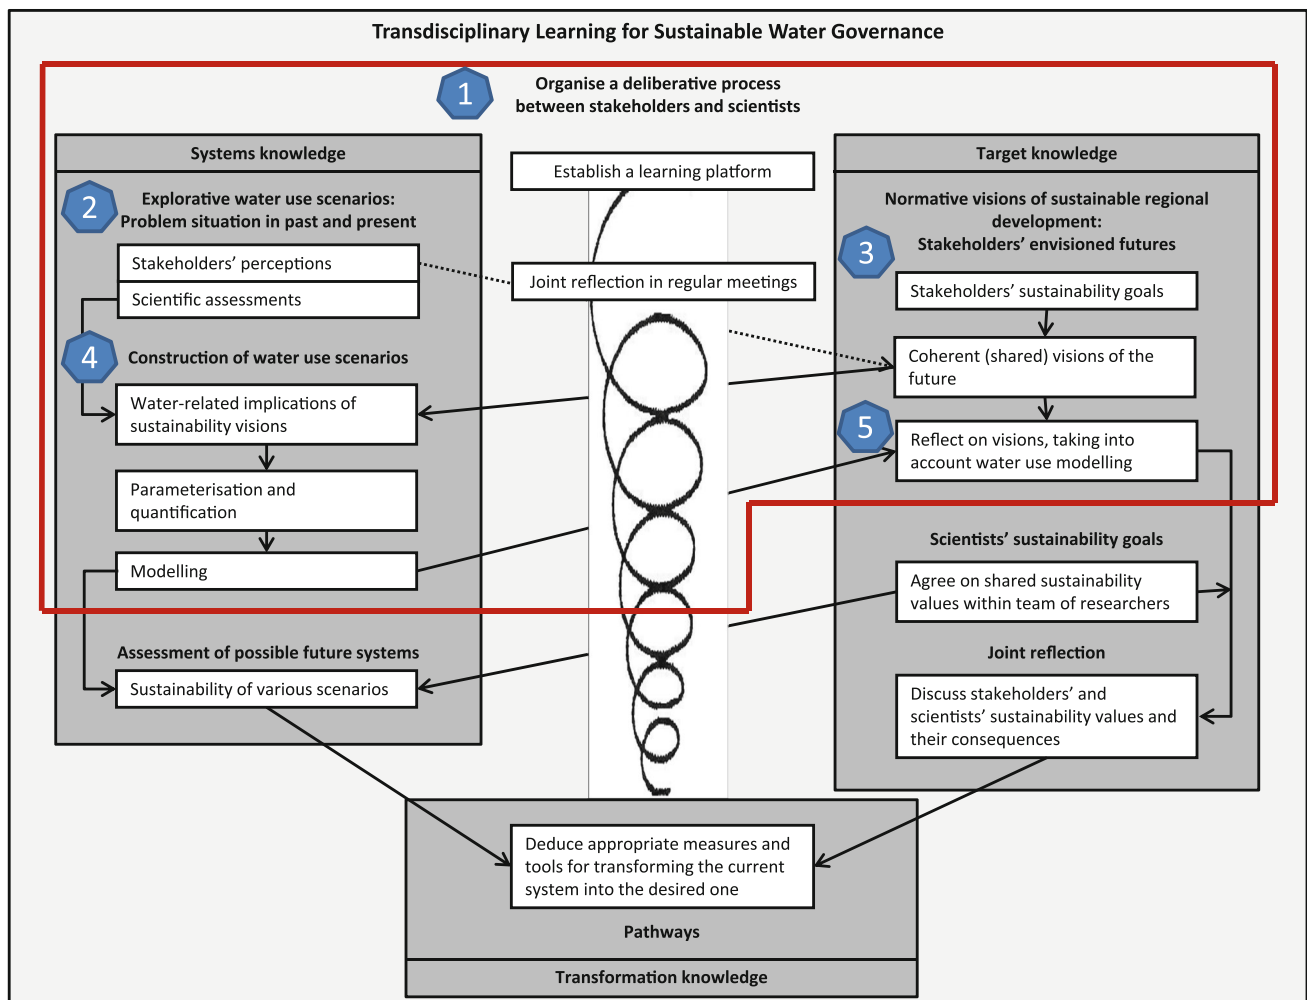 Transdisciplinary Learning for Sustainable Water Governance
1
Organise a deliberative process
between stakeholders and scientists
Systems knowledge
2
Explorative water use scenarios:
Problem situation in past and present
Stakeholders’ perceptions
Scientific assessments
4
Construction of water use scenarios
Water-related implications of
sustainability visions
Parameterisation and
quantification
Modelling
Assessment of possible future systems
Sustainability of various scenarios
Establish a learning platform
Joint reflection in regular meetings
Target knowledge
Normative visions of sustainable regional
development:
Stakeholders’ envisioned futures
3
Stakeholders’ sustainability goals
Coherent (shared) visions of the
future
5
Reflect on visions, taking into
account water use modelling
Scientists’ sustainability goals
Agree on shared sustainability
values within team of researchers
Joint reflection
Discuss stakeholders’ and
scientists’ sustainability values and
their consequences
Deduce appropriate measures and
tools for transforming the current
system into the desired one
Pathways
Transformation knowledge